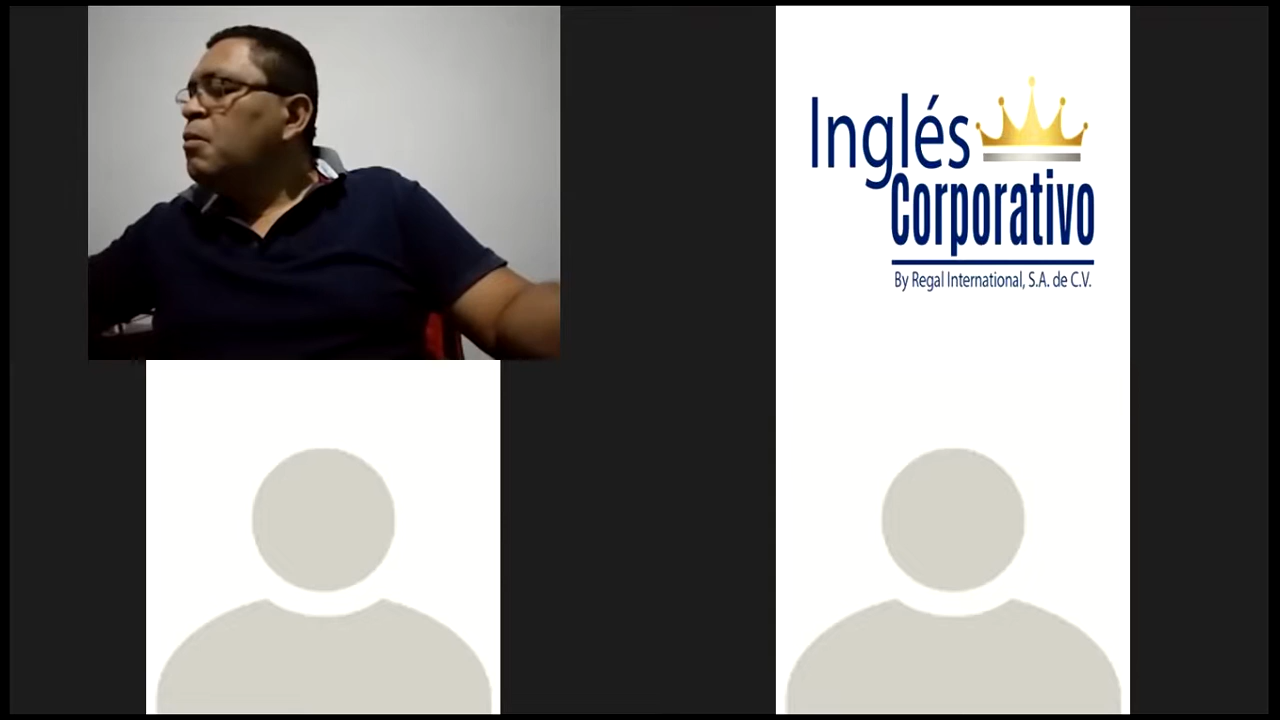 Inglés
Corporativo
By Regal International, S.A. de C.V.